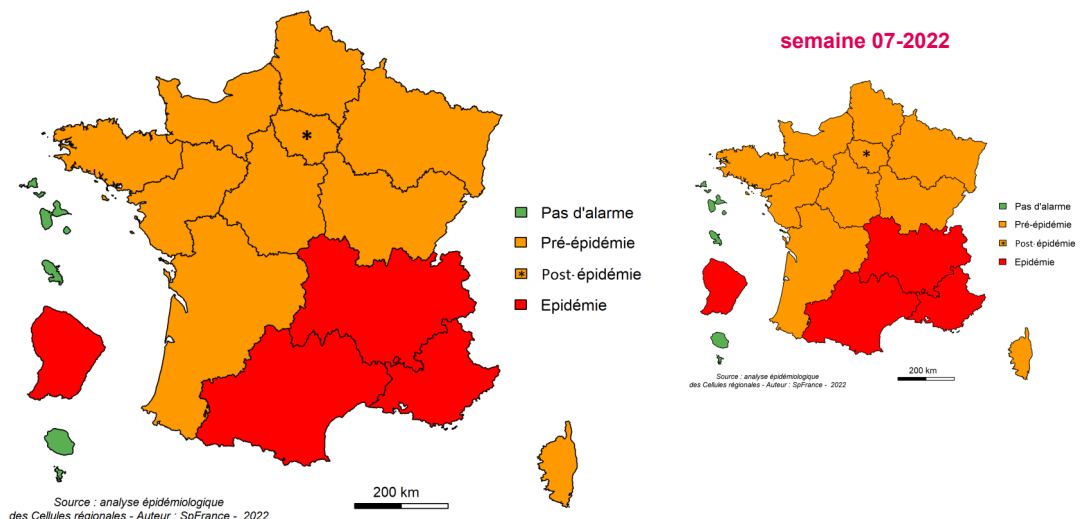 *
Pas d'alarme
Pré-épidémie
* Post-épidémie
Epidémie
200 km
Source : analyse épidémiologique
des Cellules régionales - Auteur : SpFrance - 2022
semaine 07-2022
*
Pas d'alarme
Pré-épidémie
* Post-épidémie
Epidémie
Source : analyse épidémiologique
des Cellules régionales - Auteur : SpFrance - 2022
200 km